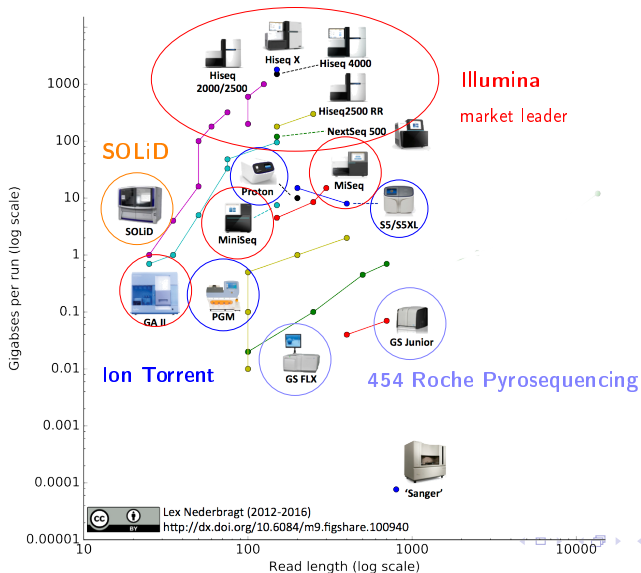 Gigabses per run (log scale)
1000
100
10
1
0.1
0.01
0.001
0.0001
0.00001
Hiseq X
Hiseq
2000/2500
Hiseq 4000
Illumina
market leader
Hiseq2500 RR
NextSeq 500
SOLiD
SOLiD
Proton
MiSeq
MiniSeq
S5/S5XL
GA II
PGM
GS Junior
GS FLX
Ion Torrent
454 Roche Pyrosequencing
‘Sanger’
CC BY
Lex Nederbragt (2012-2016)
http://dx.doi.org/10.6084/m9.figshare.100940
10
100
1000
10000
Read length (log scale)